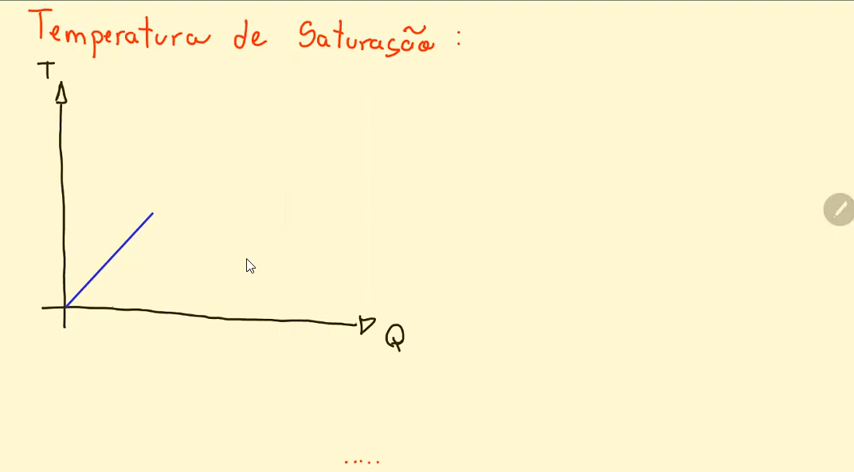 Temperatura de Saturação :
T
Q
.....